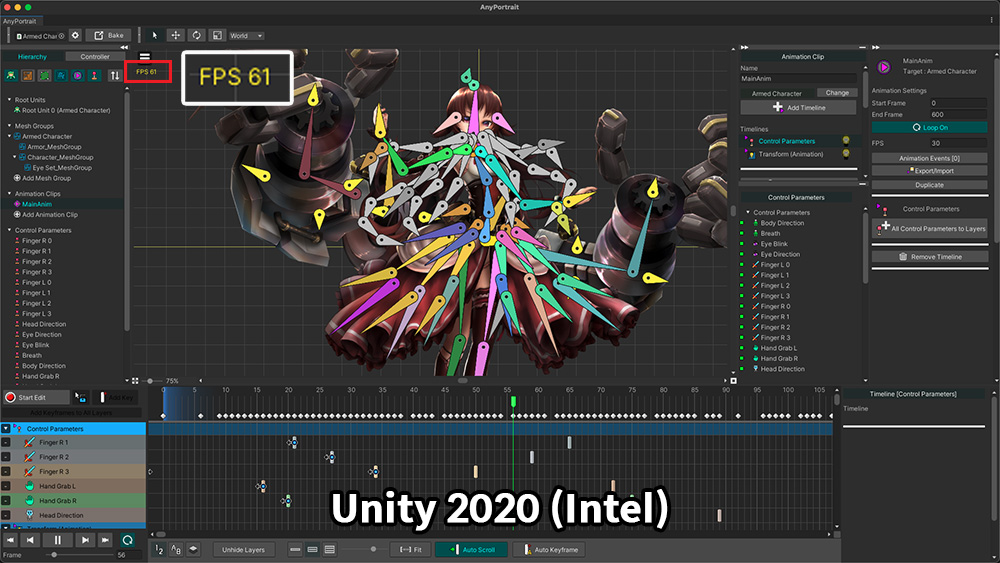 AnyPortrait
AnyPortrait
Armed Char
Bake
World
Hierarchy
Controller
FPS 61
FPS 61
Root Units
Root Unit 0 (Armed Character)
Mesh Groups
Armed Character
Armor_MeshGroup
Character_MeshGroup
Eye Set_MeshGroup
Add Mesh Group
Animation Clips
MainAnim
Add Animation Clip
Control Parameters
Finger R 0
Finger R 1
Finger R 2
Finger R 3
Finger L 0
Finger L 1
Finger L 2
Finger L 3
Head Direction
Eye Direction
Eye Blink
Breath
Body Direction
Hand Grab L
Hand Grab R
75%
Animation Clip
Name
MainAnim
Armed Character
Change
Add Timeline
Timelines
Control Parameters
Transform (Animation)
Control Parameters
Control Parameters
Body Direction
Breath
Eye Blink
Eye Direction
Finger L 0
Finger L 1
Finger L 2
Finger L 3
Finger R 0
Finger R 1
Finger R 2
Finger R 3
Hand Grab L
Hand Grab R
Head Direction
MainAnim
Target : Armed Character
Animation Settings
Start Frame 0
End Frame 600
Loop On
FPS 30
Animation Events [0]
Export/Import
Duplicate
Control Parameters
All Control Parameters to Layers
Remove Timeline
Start Edit
Add Key
Add Keyframes to All Layers
0 5 10 15 20 25 30 35 40 45 50 55 60 65 70 75 80 85 90 95 100 105
Control Parameters
Finger R 1
Finger R 2
Finger R 3
Hand Grab L
Hand Grab R
Head Direction
Transform (Animation)
Timeline [Control Parameters]
Timeline
Unity 2020 (Intel)
Frame 56
Unhide Layers
Fit
Auto Scroll
Auto Keyframe